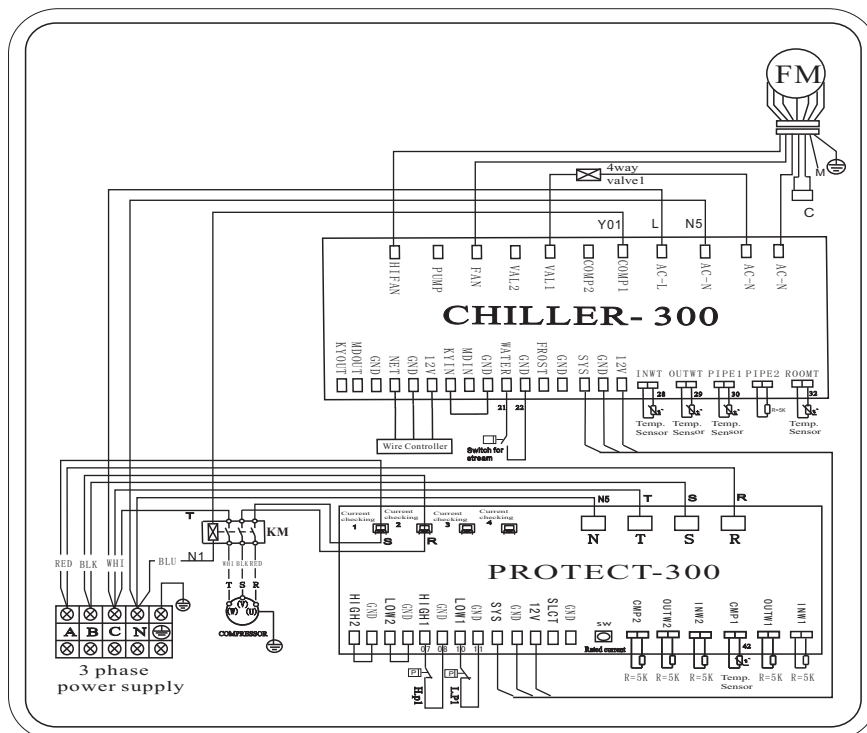 FM
4way
valve1
M
C
Y01 L N5
HIFAN PUMP FAN VAL2 VAL1 COMP2 COMP1 AC-L AC-N AC-N AC-N
CHILLER- 300
KYOUT MDOUT GND NET GND 12V KYIN MDIN GND WATER GND FROST GND SYS GND 12V
INWT OUTWT PIPE1 PIPE2 ROOMT
28 29 30 R=5K 32
Temp.
Sensor
Temp.
Sensor
Temp.
Sensor
Temp.
Sensor
21 22
Wire Controller
Switch for
stream
N5 T S R
Current
checking
1
Current
checking
2
Current
checking
3
Current
checking
4
S R
N T S R
PROTECT-300
T
KM
RED BLK WHI BLU N1
WHI BLK RED
T S R
(W) (V) (U)
COMPRESSOR
A B C N
3 phase
power supply
HIGH2 GND LOW2 GND HIGH1 GND LOW1 GND SYS GND 12V SLCT GND
07 08 10 11
SW
Rated current
CMP2 OUTW2 INW2 CMP1 OUTW1 INW1
42
R=5K R=5K R=5K Temp.
Sensor
R=5K R=5K
P Hp1
P LP1